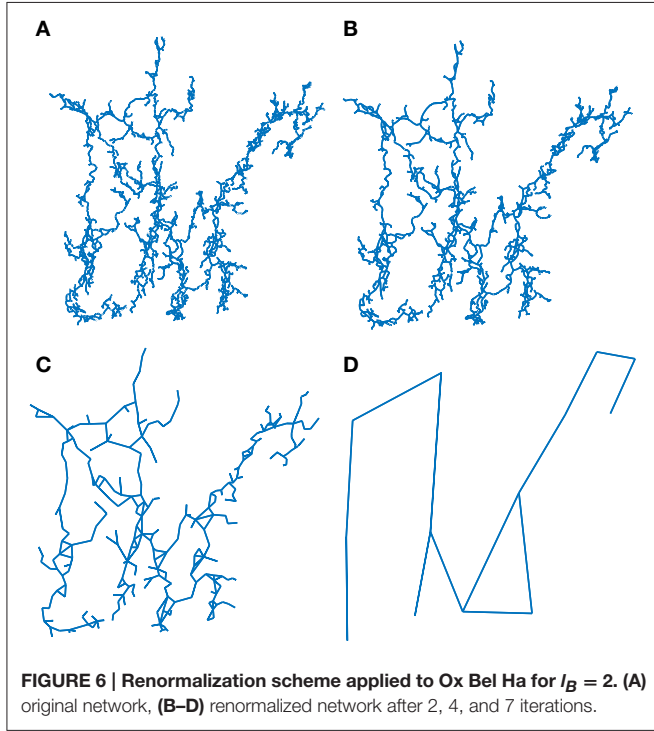 A
B
C
D
FIGURE 6 | Renormalization scheme applied to Ox Bel Ha for l_B = 2. (A)
original network, (B–D) renormalized network after 2, 4, and 7 iterations.